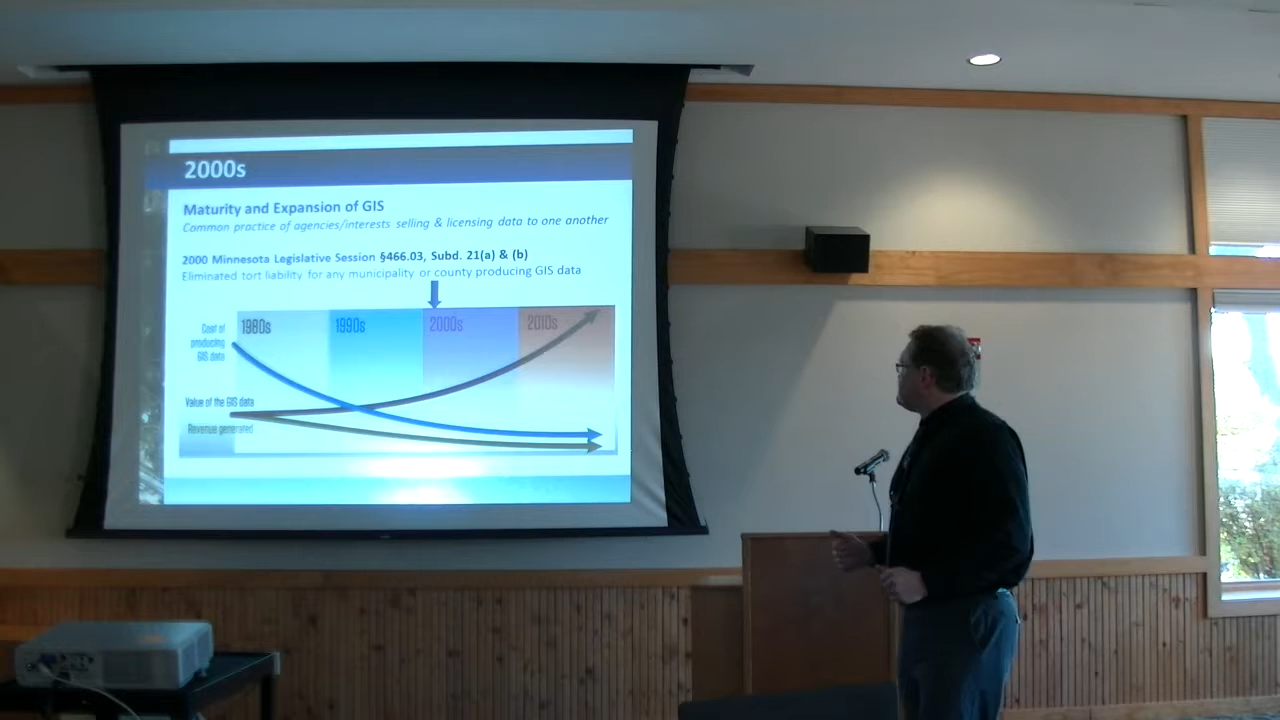 2000s
Maturity and Expansion of GIS
Common practice of agencies/interests selling & licensing data to one another
2000 Minnesota Legislative Session §466.03, Subd. 21(a) & (b)
Eliminated tort liability for any municipality or county producing GIS data
1980s 1990s 2000s 2010s
Cost of
producing
GIS data
Value of the GIS data
Revenue generated